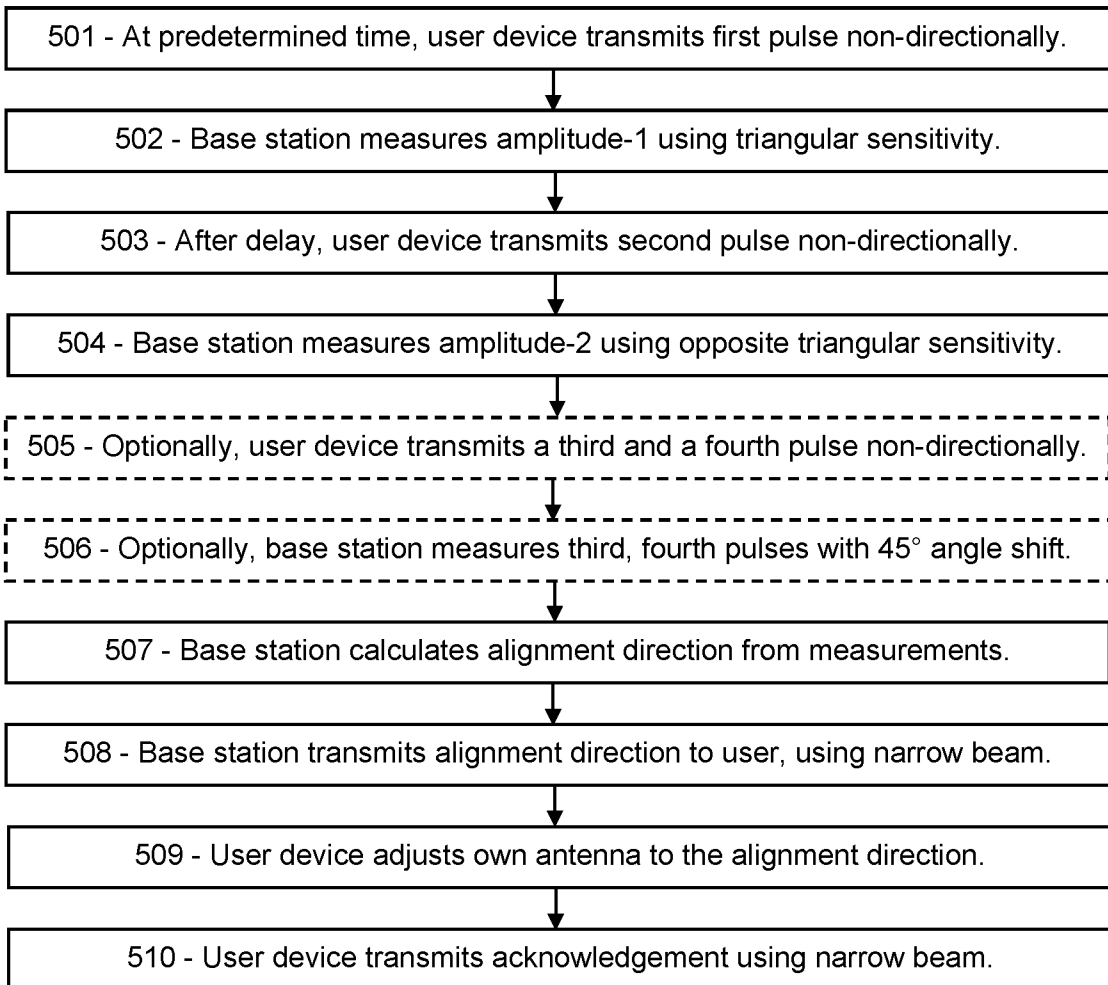 501 - At predetermined time, user device transmits first pulse non-directionally.
502 - Base station measures amplitude-1 using triangular sensitivity.
503 - After delay, user device transmits second pulse non-directionally.
504 - Base station measures amplitude-2 using opposite triangular sensitivity.
505 - Optionally, user device transmits a third and a fourth pulse non-directionally.
506 - Optionally, base station measures third, fourth pulses with 45° angle shift.
507 - Base station calculates alignment direction from measurements.
508 - Base station transmits alignment direction to user, using narrow beam.
509 - User device adjusts own antenna to the alignment direction.
510 - User device transmits acknowledgement using narrow beam.